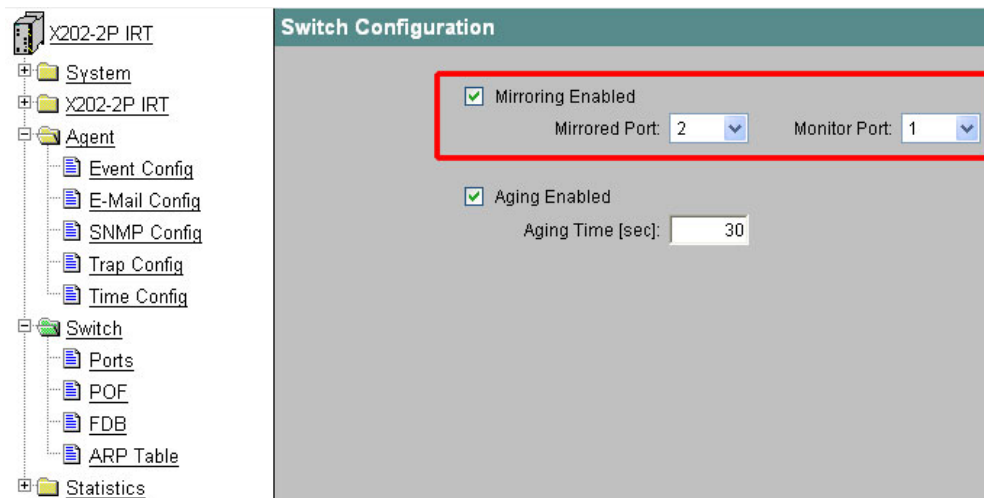 X202-2P IRT
System
X202-2P IRT
Agent
Event Config
E-Mail Config
SNMP Config
Trap Config
Time Config
Switch
Ports
POF
FDB
ARP Table
Statistics
Switch Configuration
Mirroring Enabled
Mirrored Port: 2 Monitor Port: 1
Aging Enabled
Aging Time [sec]: 30